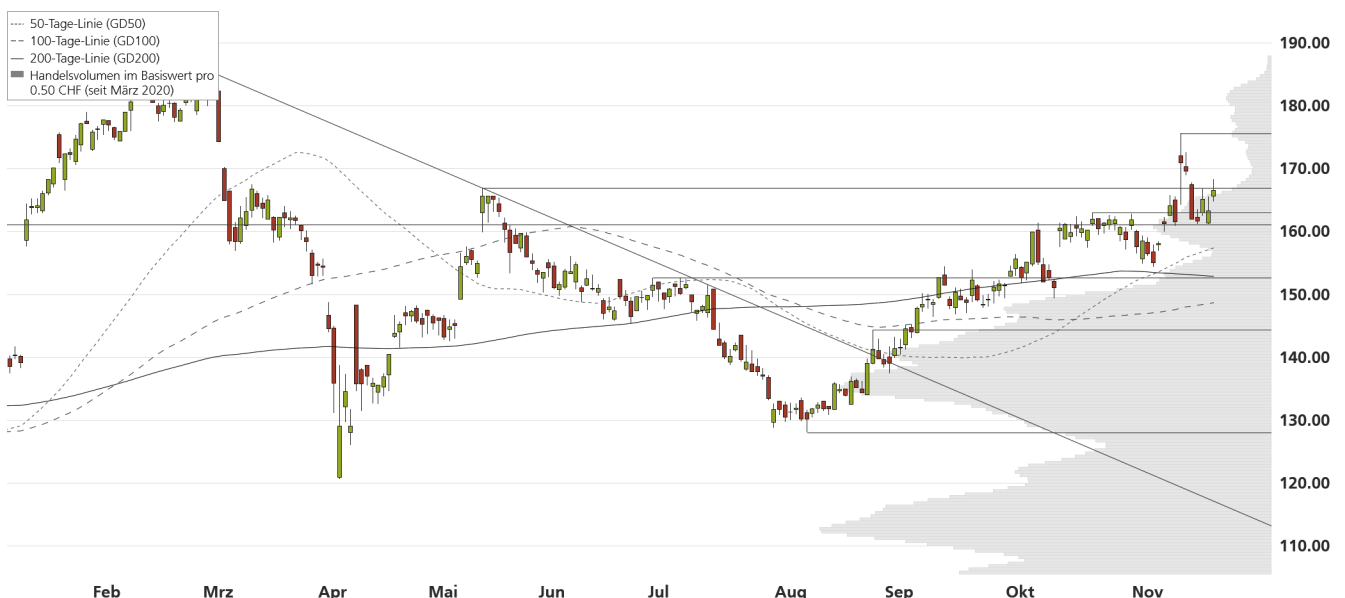 50-Tage-Linie (GD50)
100-Tage-Linie (GD100)
200-Tage-Linie (GD200)
Handelsvolumen im Basiswert pro
0.50 CHF (seit März 2020)
190.00
180.00
170.00
160.00
150.00
140.00
130.00
120.00
110.00
Feb Mrz Apr Mai Jun Jul Aug Sep Okt Nov